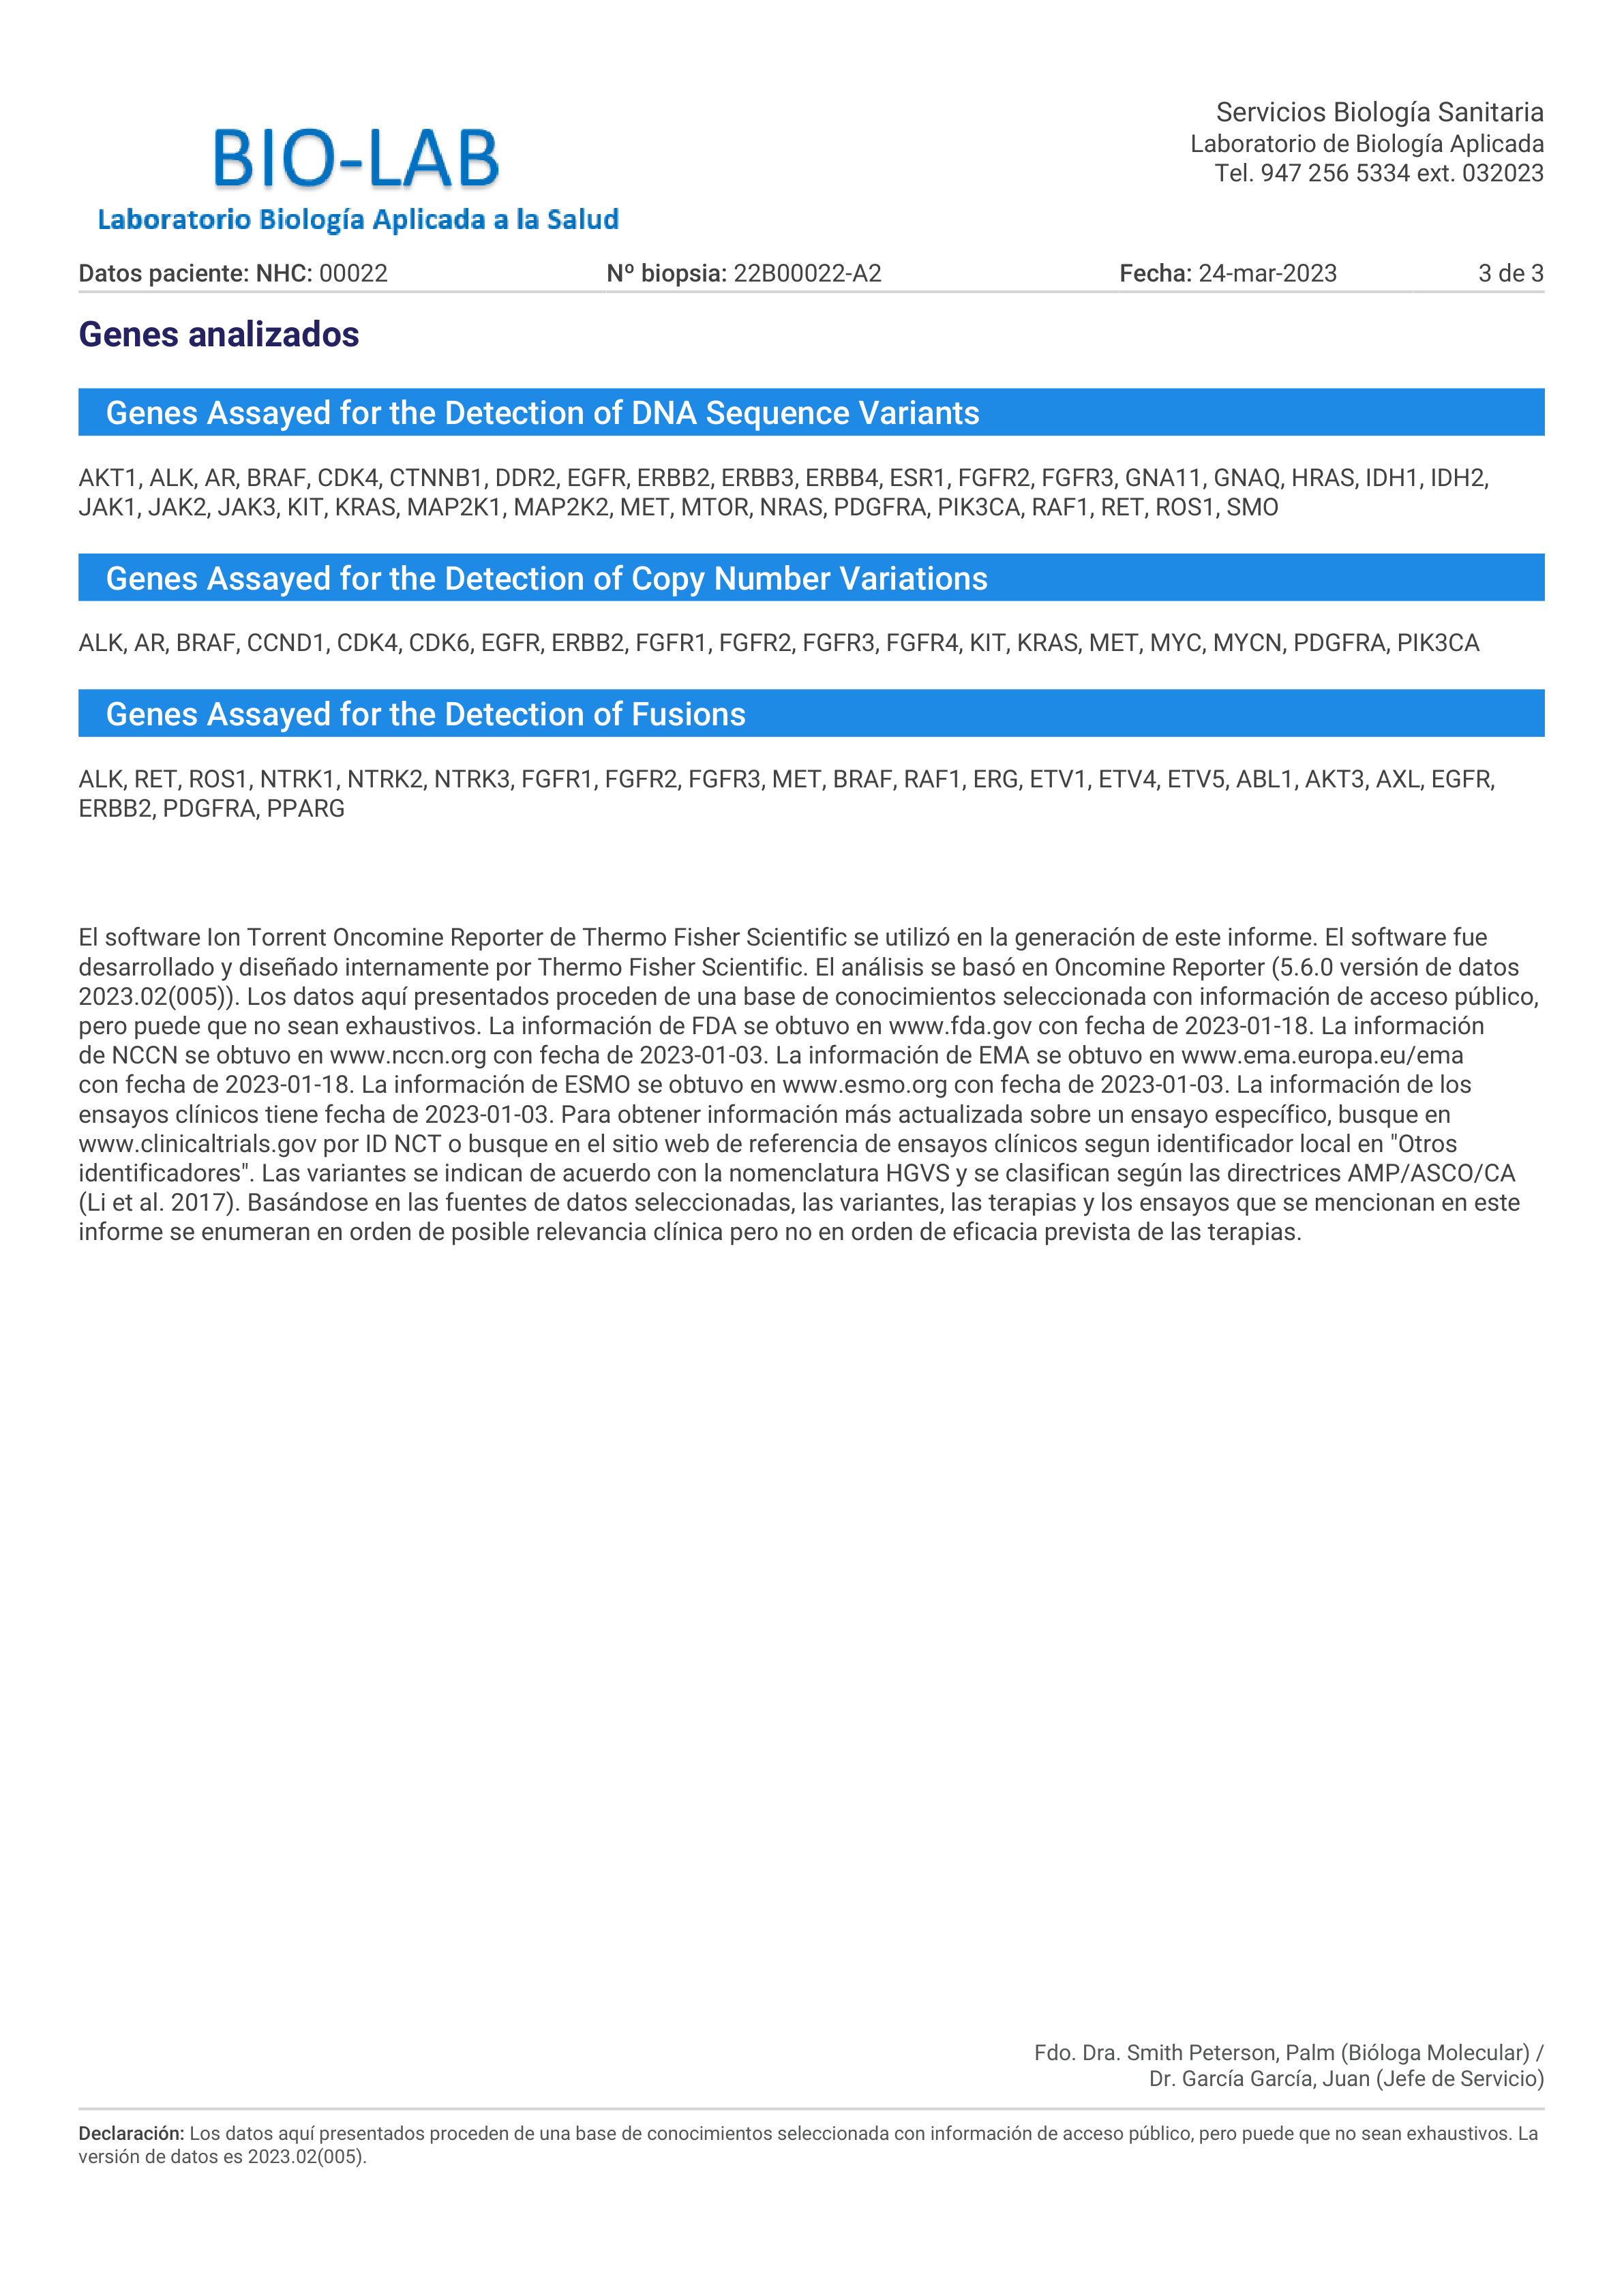 BIO-LAB
Laboratorio Biología Aplicada a la Salud
Servicios Biología Sanitaria
Laboratorio de Biología Aplicada
Tel. 947 256 5334 ext. 032023
Datos paciente: NHC: 00022 Nº biopsia: 22B00022-A2 Fecha: 24-mar-2023 3 de 3
Genes analizados
Genes Assayed for the Detection of DNA Sequence Variants
AKT1, ALK, AR, BRAF, CDK4, CTNNB1, DDR2, EGFR, ERBB2, ERBB3, ERBB4, ESR1, FGFR2, FGFR3, GNA11, GNAQ, HRAS, IDH1, IDH2,
JAK1, JAK2, JAK3, KIT, KRAS, MAP2K1, MAP2K2, MET, MTOR, NRAS, PDGFRA, PIK3CA, RAF1, RET, ROS1, SMO
Genes Assayed for the Detection of Copy Number Variations
ALK, AR, BRAF, CCND1, CDK4, CDK6, EGFR, ERBB2, FGFR1, FGFR2, FGFR3, FGFR4, KIT, KRAS, MET, MYC, MYCN, PDGFRA, PIK3CA
Genes Assayed for the Detection of Fusions
ALK, RET, ROS1, NTRK1, NTRK2, NTRK3, FGFR1, FGFR2, FGFR3, MET, BRAF, RAF1, ERG, ETV1, ETV4, ETV5, ABL1, AKT3, AXL, EGFR,
ERBB2, PDGFRA, PPARG
El software Ion Torrent Oncomine Reporter de Thermo Fisher Scientific se utilizó en la generación de este informe. El software fue
desarrollado y diseñado internamente por Thermo Fisher Scientific. El análisis se basó en Oncomine Reporter (5.6.0 versión de datos
2023.02(005)). Los datos aquí presentados proceden de una base de conocimientos seleccionada con información de acceso público,
pero puede que no sean exhaustivos. La información de FDA se obtuvo en www.fda.gov con fecha de 2023-01-18. La información
de NCCN se obtuvo en www.nccn.org con fecha de 2023-01-03. La información de EMA se obtuvo en www.ema.europa.eu/ema
con fecha de 2023-01-18. La información de ESMO se obtuvo en www.esmo.org con fecha de 2023-01-03. La información de los
ensayos clínicos tiene fecha de 2023-01-03. Para obtener información más actualizada sobre un ensayo específico, busque en
www.clinicaltrials.gov por ID NCT o busque en el sitio web de referencia de ensayos clínicos segun identificador local en "Otros
identificadores". Las variantes se indican de acuerdo con la nomenclatura HGVS y se clasifican según las directrices AMP/ASCO/CA
(Li et al. 2017). Basándose en las fuentes de datos seleccionadas, las variantes, las terapias y los ensayos que se mencionan en este
informe se enumeran en orden de posible relevancia clínica pero no en orden de eficacia prevista de las terapias.
Fdo. Dra. Smith Peterson, Palm (Bióloga Molecular) /
Dr. García García, Juan (Jefe de Servicio)
Declaración: Los datos aquí presentados proceden de una base de conocimientos seleccionada con información de acceso público, pero puede que no sean exhaustivos. La
versión de datos es 2023.02(005).